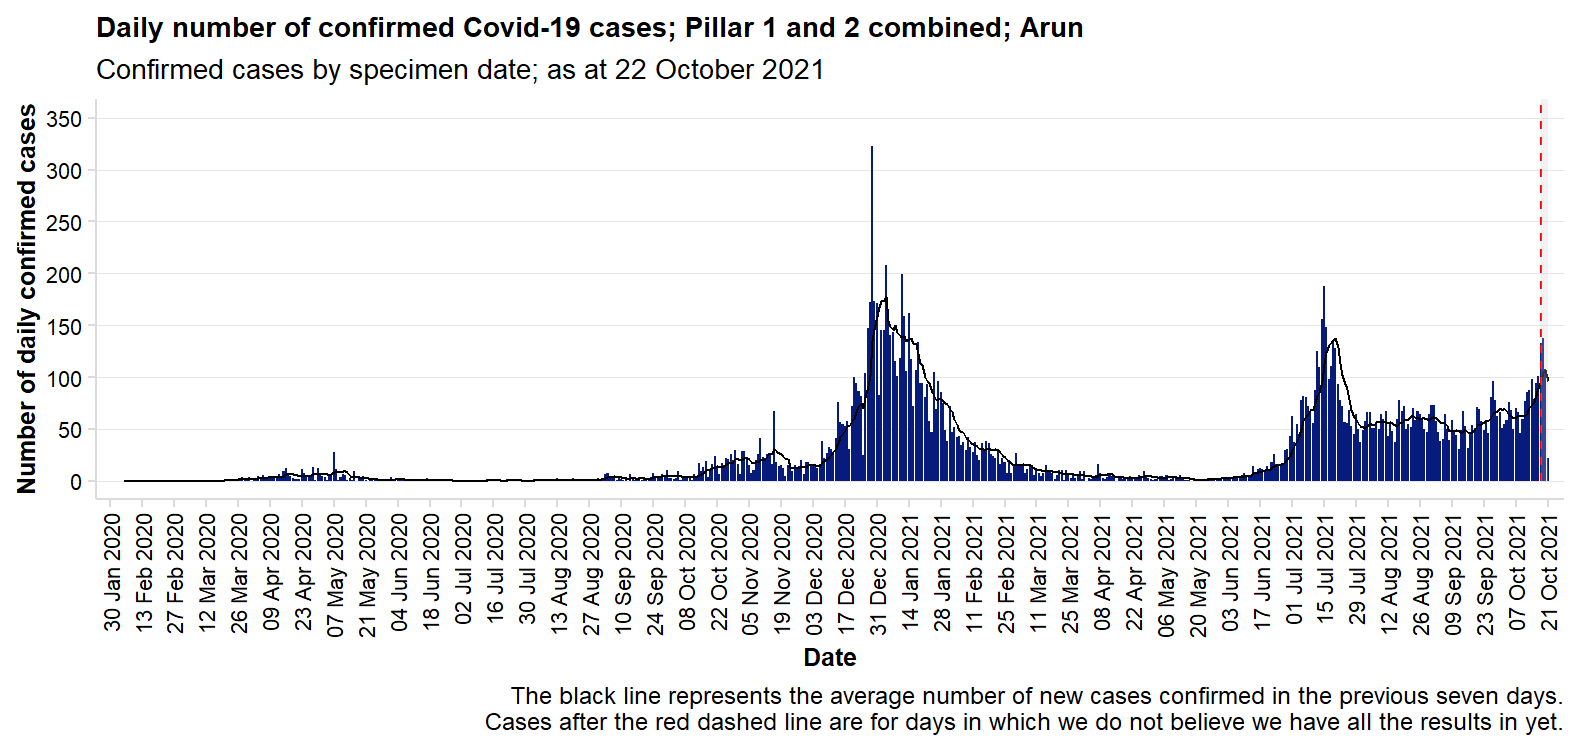 Daily number of confirmed Covid-19 cases; Pillar 1 and 2 combined; Arun
Confirmed cases by specimen date; as at 22 October 2021
Number of daily confirmed cases
350
300
250
200
150
100
50
0
30 Jan 2020
13 Feb 2020
27 Feb 2020
12 Mar 2020
26 Mar 2020
09 Apr 2020
23 Apr 2020
07 May 2020
21 May 2020
04 Jun 2020
18 Jun 2020
02 Jul 2020
16 Jul 2020
30 Jul 2020
13 Aug 2020
27 Aug 2020
10 Sep 2020
24 Sep 2020
08 Oct 2020
22 Oct 2020
05 Nov 2020
19 Nov 2020
03 Dec 2020
17 Dec 2020
31 Dec 2020
14 Jan 2021
28 Jan 2021
11 Feb 2021
25 Feb 2021
11 Mar 2021
25 Mar 2021
08 Apr 2021
22 Apr 2021
06 May 2021
20 May 2021
03 Jun 2021
17 Jun 2021
01 Jul 2021
15 Jul 2021
29 Jul 2021
12 Aug 2021
26 Aug 2021
09 Sep 2021
23 Sep 2021
07 Oct 2021
21 Oct 2021
Date
The black line represents the average number of new cases confirmed in the previous seven days.
Cases after the red dashed line are for days in which we do not believe we have all the results in yet.